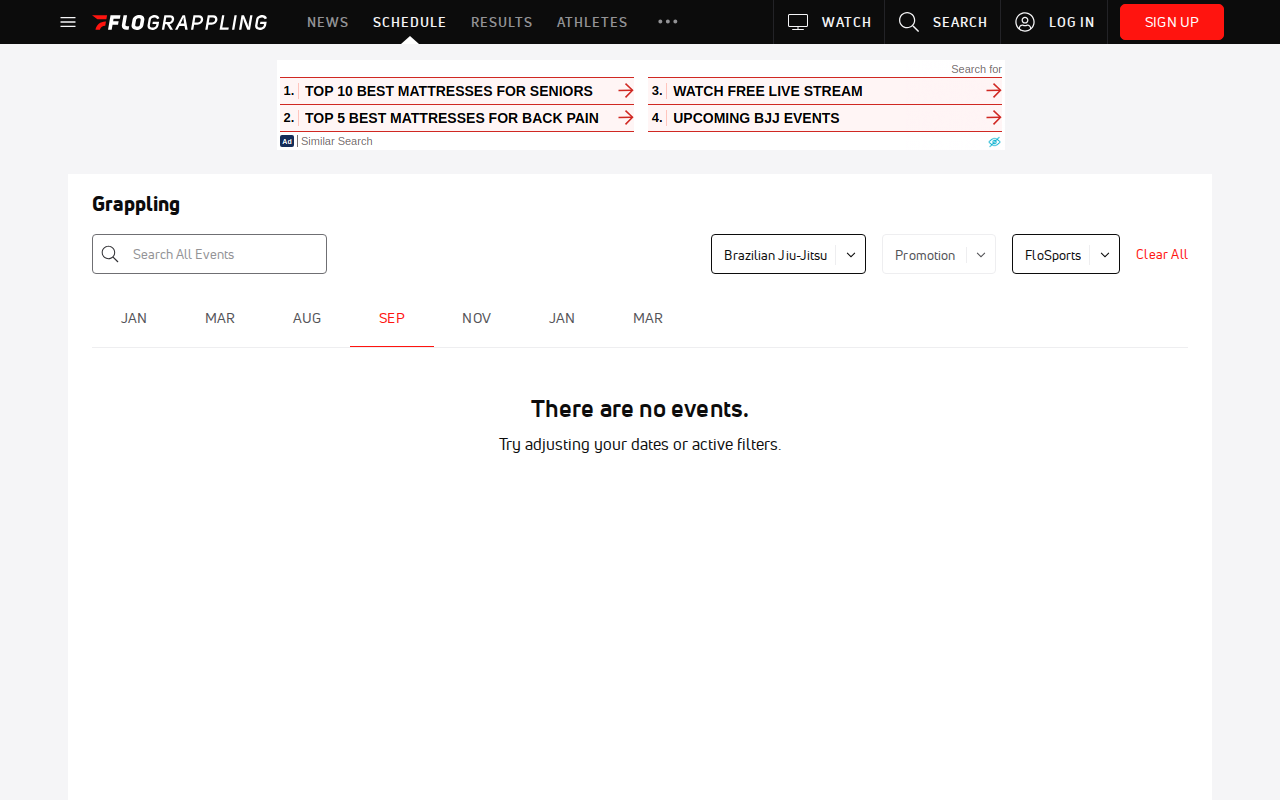 FLOGRAPPLING NEWS SCHEDULE RESULTS ATHLETES ••• WATCH SEARCH LOG IN SIGN UP
Search for
1. TOP 10 BEST MATTRESSES FOR SENIORS
2. TOP 5 BEST MATTRESSES FOR BACK PAIN
3. WATCH FREE LIVE STREAM
4. UPCOMING BJJ EVENTS
Ad Similar Search
Grappling
Search All Events Brazilian Jiu-Jitsu Promotion FloSports Clear All
JAN MAR AUG SEP NOV JAN MAR
There are no events.
Try adjusting your dates or active filters.